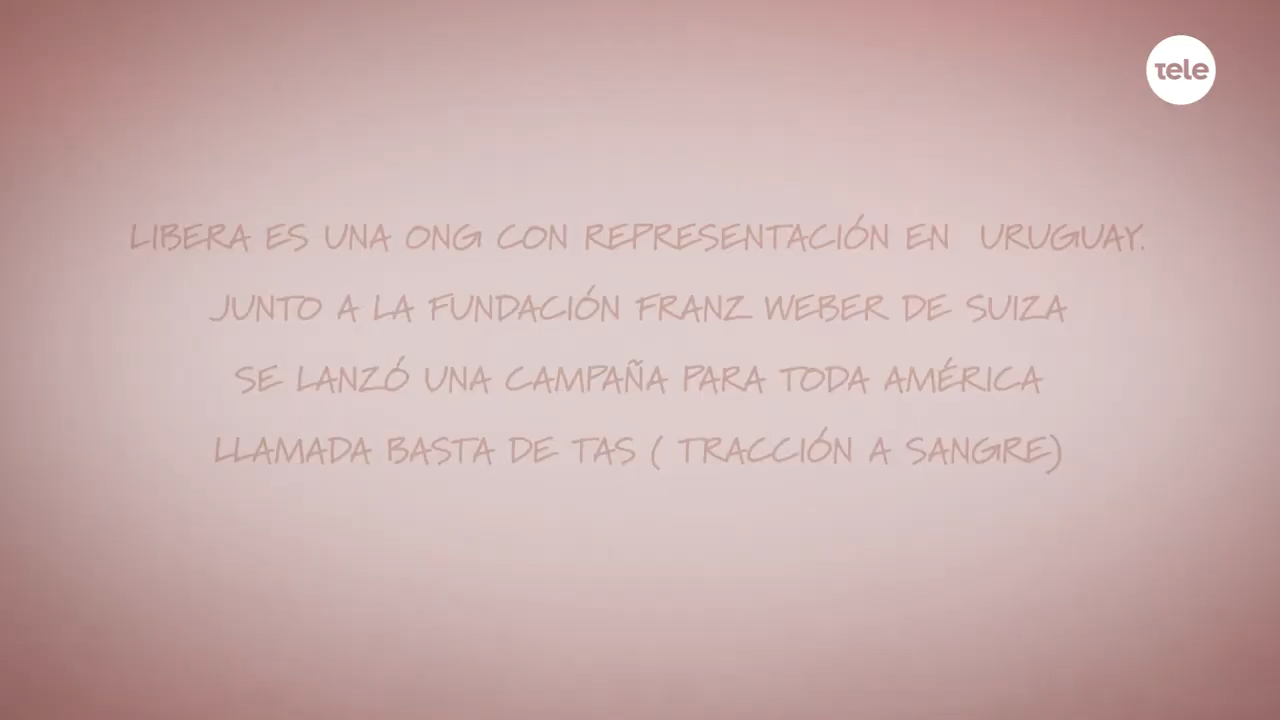 tele
LIBERA ES UNA ONG CON REPRESENTACIÓN EN URUGUAY.
JUNTO A LA FUNDACIÓN FRANZ WEBER DE SUIZA
SE LANZÓ UNA CAMPAÑA PARA TODA AMÉRICA
LLAMADA BASTA DE TAS ( TRACCIÓN A SANGRE)